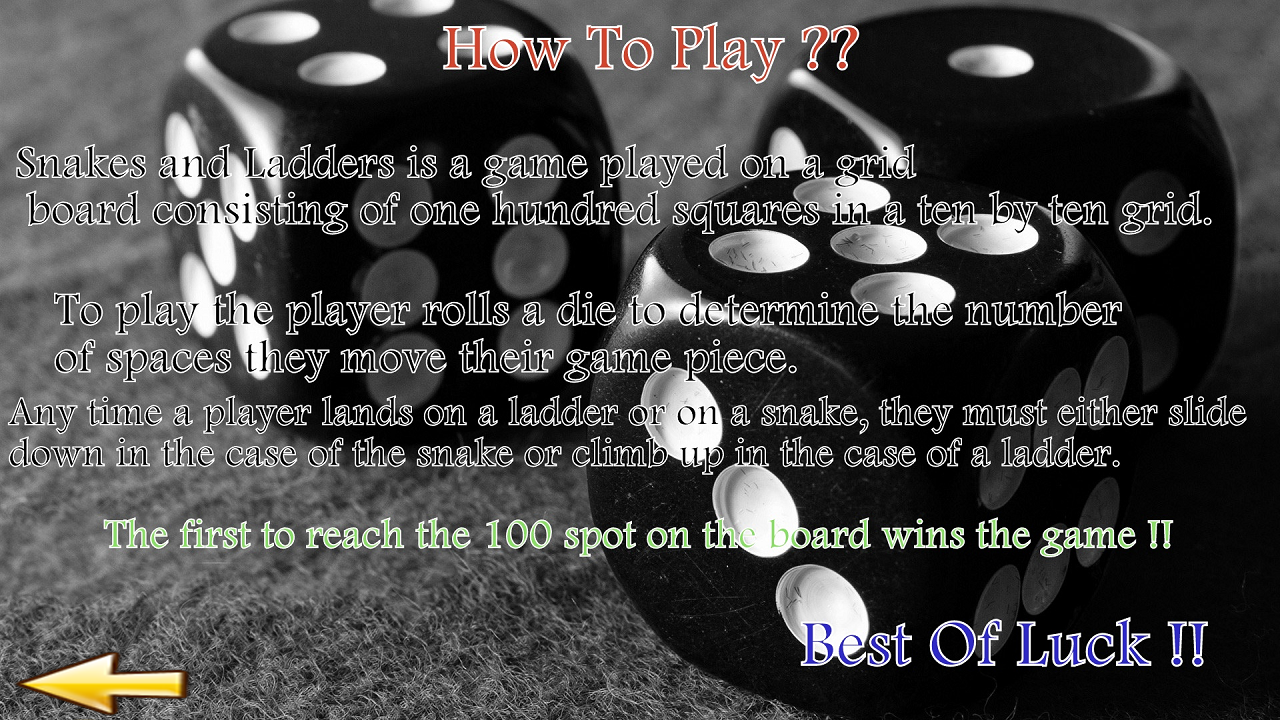 How To Play ??
Snakes and Ladders is a game played on a grid
board consisting of one hundred squares in a ten by ten grid.
To play the player rolls a die to determine the number
of spaces they move their game piece.
Any time a player lands on a ladder or on a snake, they must either slide
down in the case of the snake or climb up in the case of a ladder.
The first to reach the 100 spot on the board wins the game !!
Best Of Luck !!